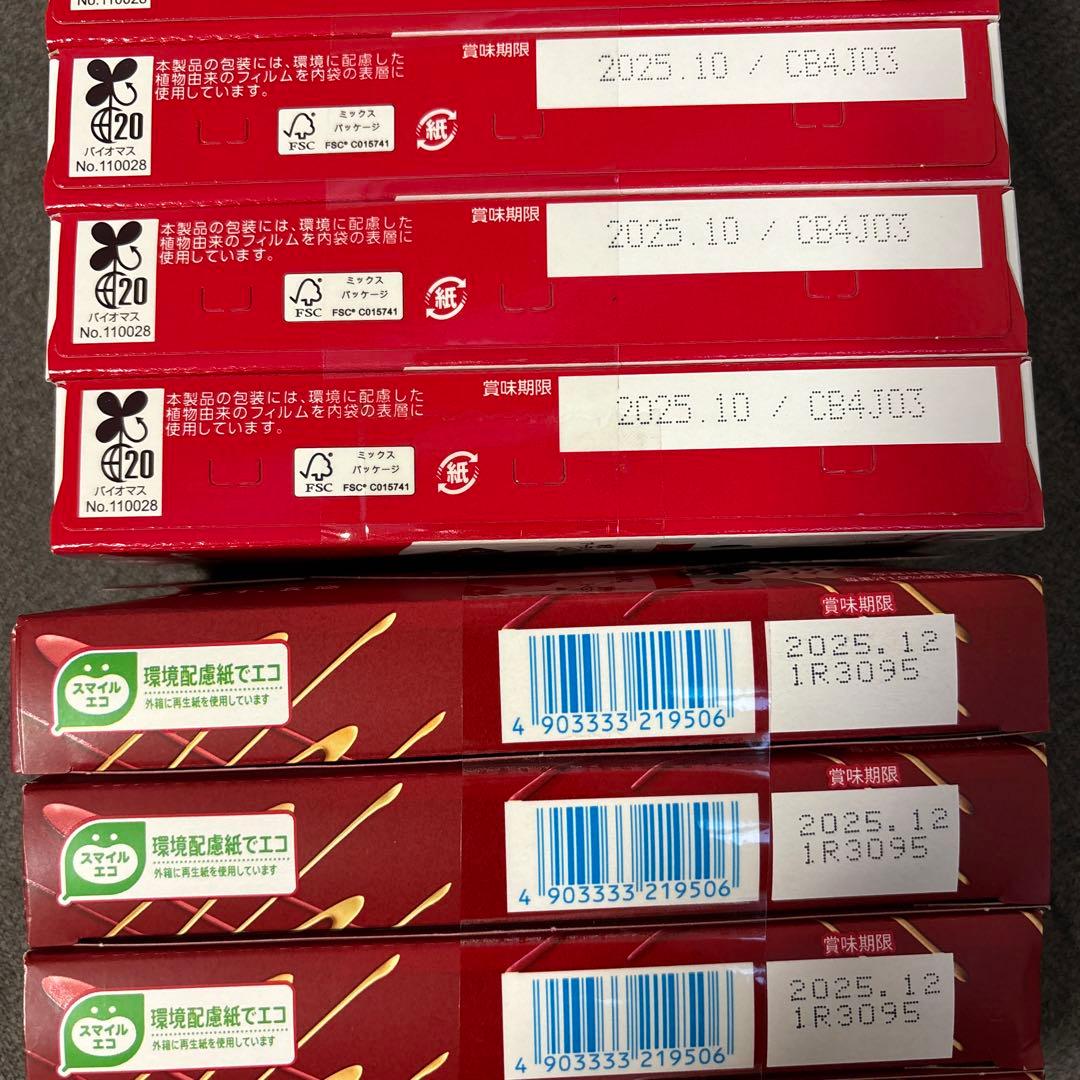 No.110028
本製品の包装には、環境に配慮した
植物由来のフィルムを内袋の表層に
使用しています。
賞味期限
2025.10 / CB4J03
20
バイオマス
No.110028
FSC
ミックス
パッケージ
FSC® C015741
紙
本製品の包装には、環境に配慮した
植物由来のフィルムを内袋の表層に
使用しています。
賞味期限
2025.10 / CB4J03
20
バイオマス
No.110028
FSC
ミックス
パッケージ
FSC® C015741
紙
本製品の包装には、環境に配慮した
植物由来のフィルムを内袋の表層に
使用しています。
賞味期限
2025.10 / CB4J03
20
バイオマス
No.110028
FSC
ミックス
パッケージ
FSC® C015741
紙
スマイル
エコ
環境配慮紙でエコ
外箱に再生紙を使用しています
4 903333 219506
賞味期限
2025.12
1R3095
スマイル
エコ
環境配慮紙でエコ
外箱に再生紙を使用しています
4 903333 219506
賞味期限
2025.12
1R3095
スマイル
エコ
環境配慮紙でエコ
外箱に再生紙を使用しています
4 903333 219506
賞味期限
2025.12
1R3095